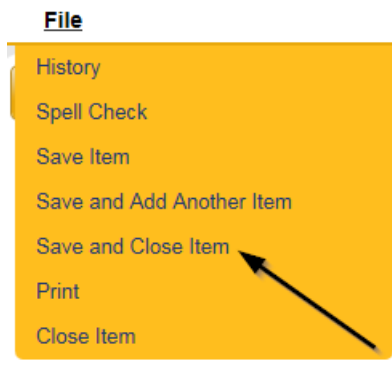 File
History
Spell Check
Save Item
Save and Add Another Item
Save and Close Item
Print
Close Item